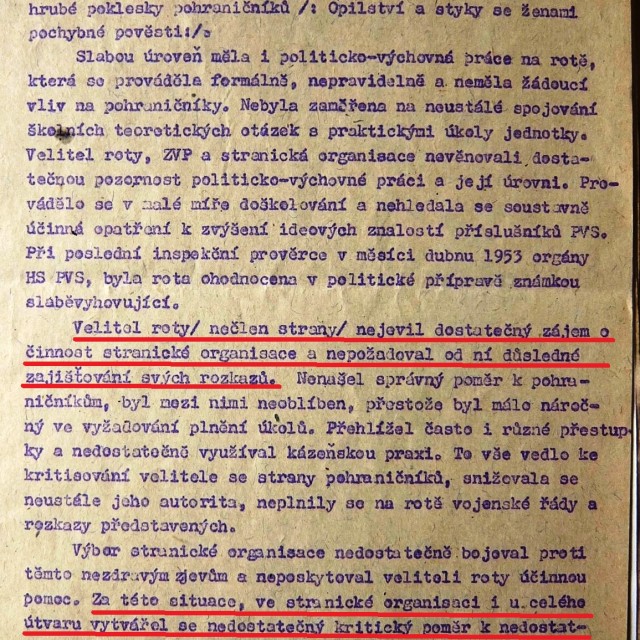 hrubé poklesky pohraničníků /: Opilství a styky se ženami
pochybné pověsti:/.
Slabou úroveň měla i politicko-výchovná práce na rotě,
která se prováděla formálně, nepravidelně a neměla žádoucí
vliv na pohraničníky. Nebyla zaměřena na neustálé spojování
školních teoretických otázek s praktickými úkoly jednotky.
Velitel roty, ZVP a stranická organisace nevěnovali dosta-
tečnou pozornost politicko-výchovné práci a její úrovni. Pro-
vádělo se v malé míře doškolování a nehledala se soustavně
účinná opatření k zvýšení ideových znalostí příslušníků PVS.
Při poslední inspekční prověrce v měsíci dubnu 1953 orgány
HS PVS, byla rota ohodnocena v politické přípravě známkou
slaběvyhovující.
Velitel roty/ nečlen strany/ nejevil dostatečný zájem o
činnost stranické organisace a nepožadoval od ní důsledné
zajišťování svých rozkazů. Nenašel správný poměr k pohra-
ničníkům, byl mezi nimi neoblíben, přestože byl málo nároč-
ný ve vyžadování plnění úkolů. Přehlížel často i různé přestup-
ky a nedostatečně využíval kázeňskou praxi. To vše vedlo ke
kritisování velitele se strany pohraničníků, snižovala se
neustále jeho autorita, neplnily se na rotě vojenské řády a
rozkazy představených.
Výbor stranické organisace nedostatečně bojoval proti
těmto nezdravým zjevům a neposkytoval veliteli roty účinnou
pomoc. Za této situace, ve stranické organisaci i u celého
útvaru vytvářel se nedostatečný kritický poměr k nedostat-